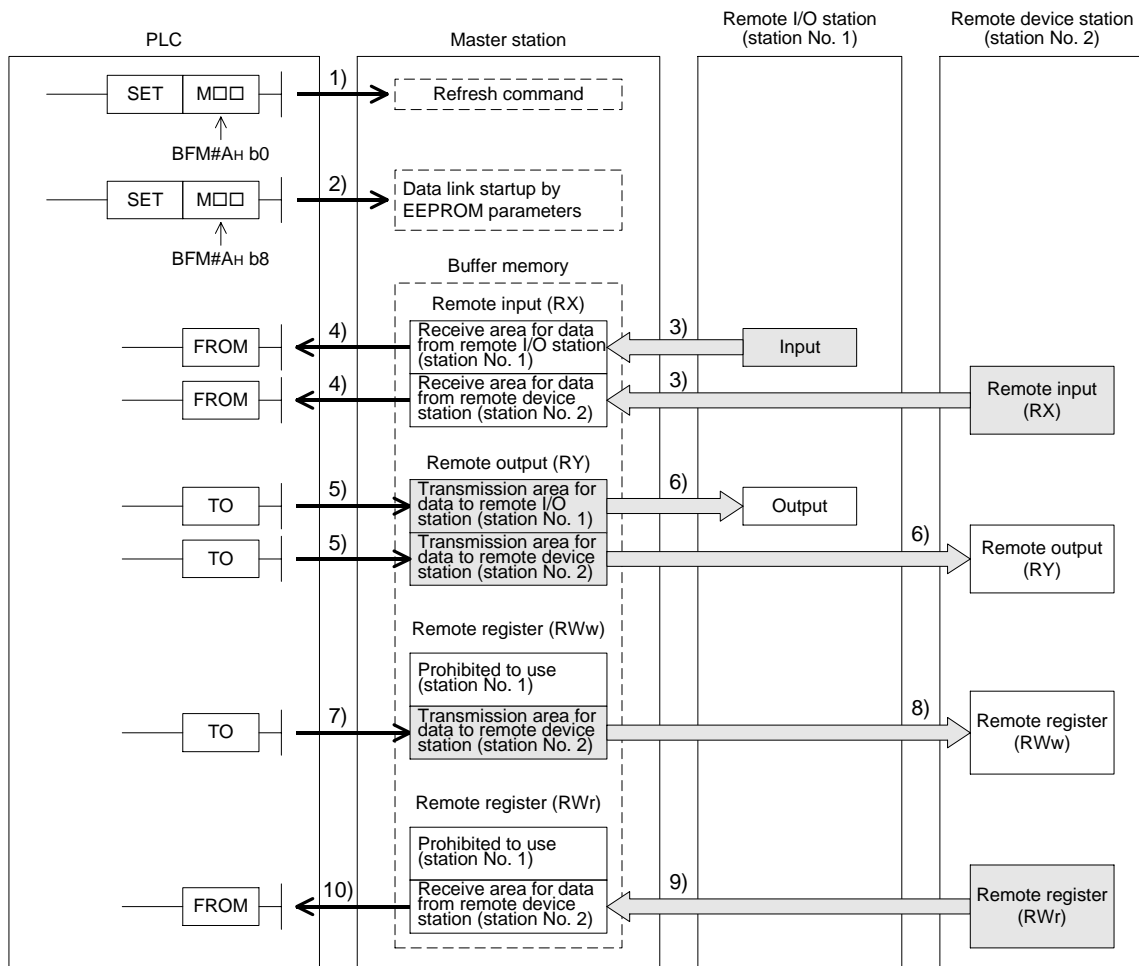 PLC
Master station
Remote I/O station
(station No. 1)
Remote device station
(station No. 2)
SET M□□
1)
Refresh command
BFM#AH b0
SET M□□
2)
Data link startup by
EEPROM parameters
BFM#AH b8
Buffer memory
Remote input (RX)
FROM
4)
Receive area for data
from remote I/O station
(station No. 1)
3)
Input
FROM
4)
Receive area for data
from remote device
station (station No. 2)
3)
Remote input
(RX)
Remote output (RY)
TO
5)
Transmission area for
data to remote I/O
station (station No. 1)
6)
Output
TO
5)
Transmission area for
data to remote device
station (station No. 2)
6)
Remote output
(RY)
Remote register (RWw)
Prohibited to use
(station No. 1)
TO
7)
Transmission area for
data to remote device
station (station No. 2)
8)
Remote register
(RWw)
Remote register (RWr)
Prohibited to use
(station No. 1)
FROM
10)
Receive area for data
from remote device
station (station No. 2)
9)
Remote register
(RWr)